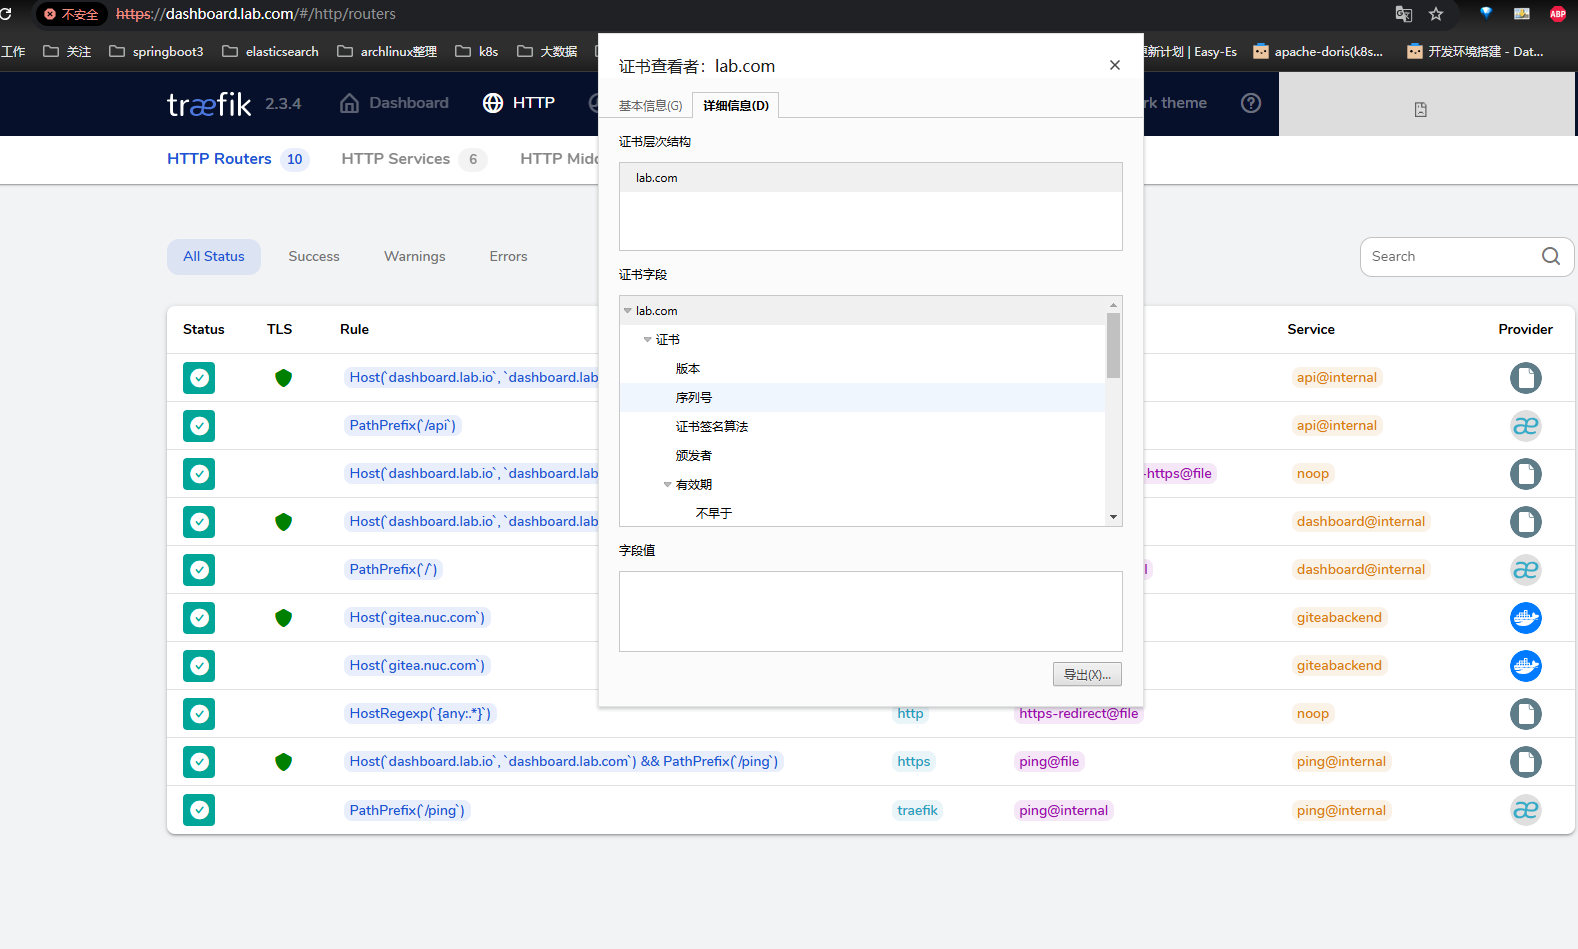 不安全 https://dashboard.lab.com/#/http/routers
工作 关注 springboot3 elasticsearch archlinux整理 k8s 大数据 更新计划 | Easy-Es apache-doris(k8s... 开发环境搭建 - Dat...
træfik 2.3.4 Dashboard HTTP rk theme
HTTP Routers 10 HTTP Services 6 HTTP Midd
证书查看者：lab.com
基本信息(G) 详细信息(D)
证书层次结构
lab.com
证书字段
lab.com
证书
版本
序列号
证书签名算法
颁发者
有效期
不早于
字段值
导出(X)...
All Status Success Warnings Errors Search
Status TLS Rule Service Provider
Host(`dashboard.lab.io`, `dashboard.lab api@internal
PathPrefix(`/api`) api@internal
Host(`dashboard.lab.io`, `dashboard.lab -https@file noop
Host(`dashboard.lab.io`, `dashboard.lab dashboard@internal
PathPrefix(`/`) dashboard@internal
Host(`gitea.nuc.com`) giteabackend
Host(`gitea.nuc.com`) giteabackend
HostRegexp(`{any:.*}`) http https-redirect@file noop
Host(`dashboard.lab.io`, `dashboard.lab.com`) && PathPrefix(`/ping`) https ping@file ping@internal
PathPrefix(`/ping`) traefik ping@internal ping@internal